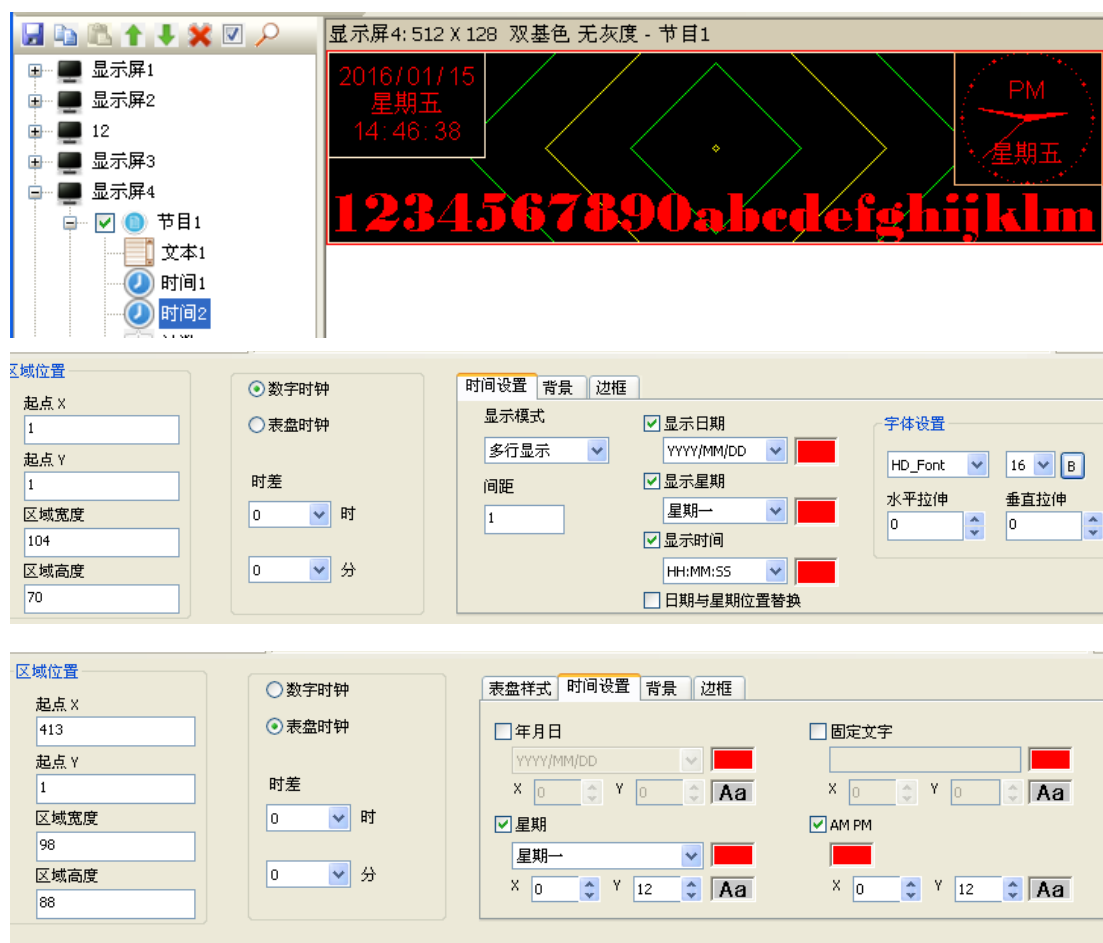 显示屏4: 512 X 128 双基色 无灰度 - 节目1
显示屏1
显示屏2
12
显示屏3
显示屏4
节目1
文本1
时间1
时间2
2016/01/15
星期五
14:46:38
PM
星期五
1234567890abcdefghijklm
区域位置
起点 X
1
起点 Y
1
区域宽度
104
区域高度
70
数字时钟
表盘时钟
时差
0 时
0 分
时间设置 背景 边框
显示模式
多行显示
间距
1
显示日期
YYYY/MM/DD
显示星期
星期一
显示时间
HH:MM:SS
日期与星期位置替换
字体设置
HD_Font 16 B
水平拉伸 垂直拉伸
0 0
区域位置
起点 X
413
起点 Y
1
区域宽度
98
区域高度
88
数字时钟
表盘时钟
时差
0 时
0 分
表盘样式 时间设置 背景 边框
年月日
YYYY/MM/DD
X 0 Y 0 Aa
星期
星期一
X 0 Y 12 Aa
固定文字
X 0 Y 0 Aa
AM PM
X 0 Y 12 Aa